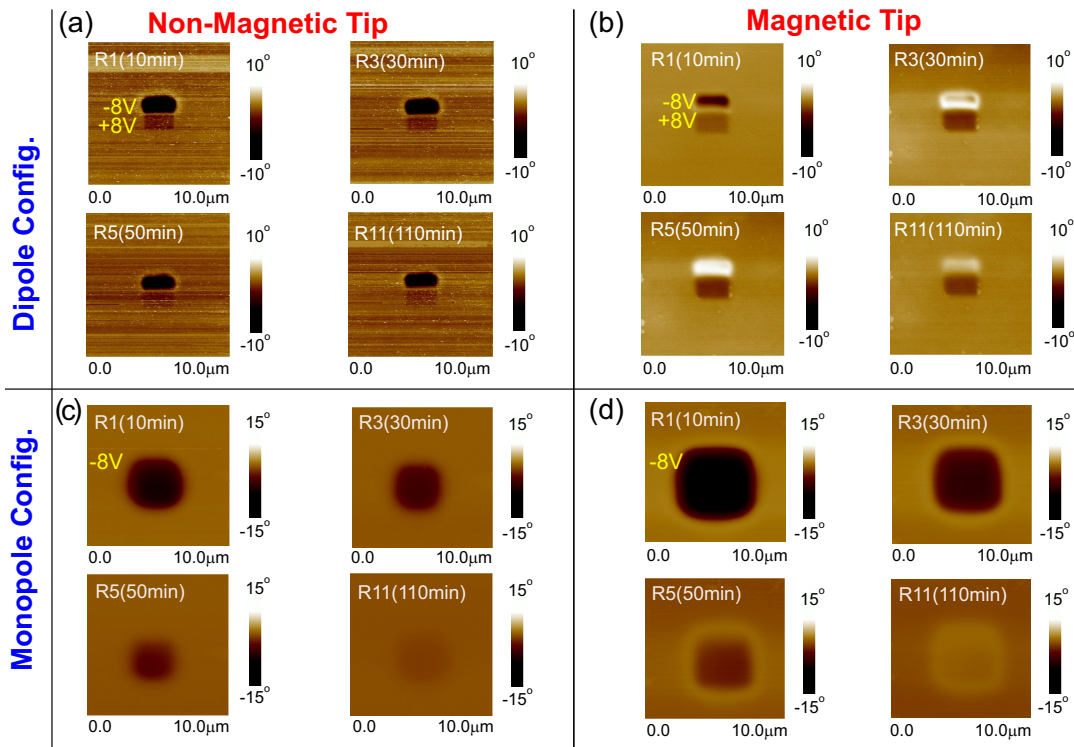 (a)
Non-Magnetic Tip
(b)
Magnetic Tip
Dipole Config.
R1(10min)
-8V
+8V
10°
-10°
0.0 10.0μm
R3(30min)
10°
-10°
0.0 10.0μm
R1(10min)
-8V
+8V
10°
-10°
0.0 10.0μm
R3(30min)
10°
-10°
0.0 10.0μm
R5(50min)
10°
-10°
0.0 10.0μm
R11(110min)
10°
-10°
0.0 10.0μm
R5(50min)
10°
-10°
0.0 10.0μm
R11(110min)
10°
-10°
0.0 10.0μm
Monopole Config.
(c)
R1(10min)
-8V
15°
-15°
0.0 10.0μm
R3(30min)
15°
-15°
0.0 10.0μm
(d)
R1(10min)
-8V
15°
-15°
0.0 10.0μm
R3(30min)
15°
-15°
0.0 10.0μm
R5(50min)
15°
-15°
0.0 10.0μm
R11(110min)
15°
-15°
0.0 10.0μm
R5(50min)
15°
-15°
0.0 10.0μm
R11(110min)
15°
-15°
0.0 10.0μm